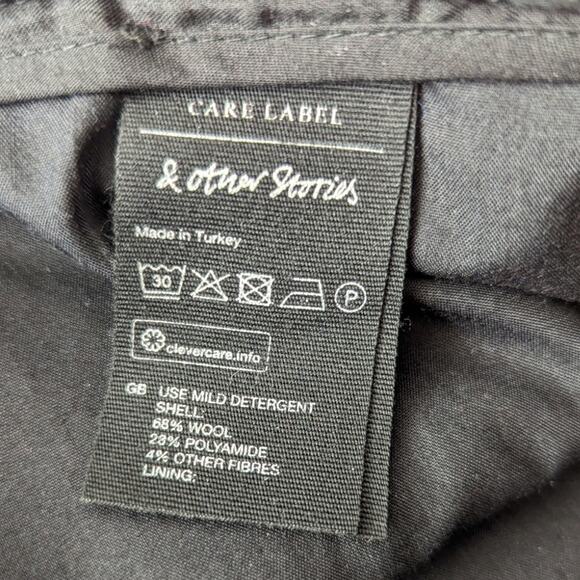 CARE LABEL
& other Stories
Made in Turkey
30 P
clevercare.info
GB USE MILD DETERGENT
SHELL:
68% WOOL
28% POLYAMIDE
4% OTHER FIBRES
LINING: